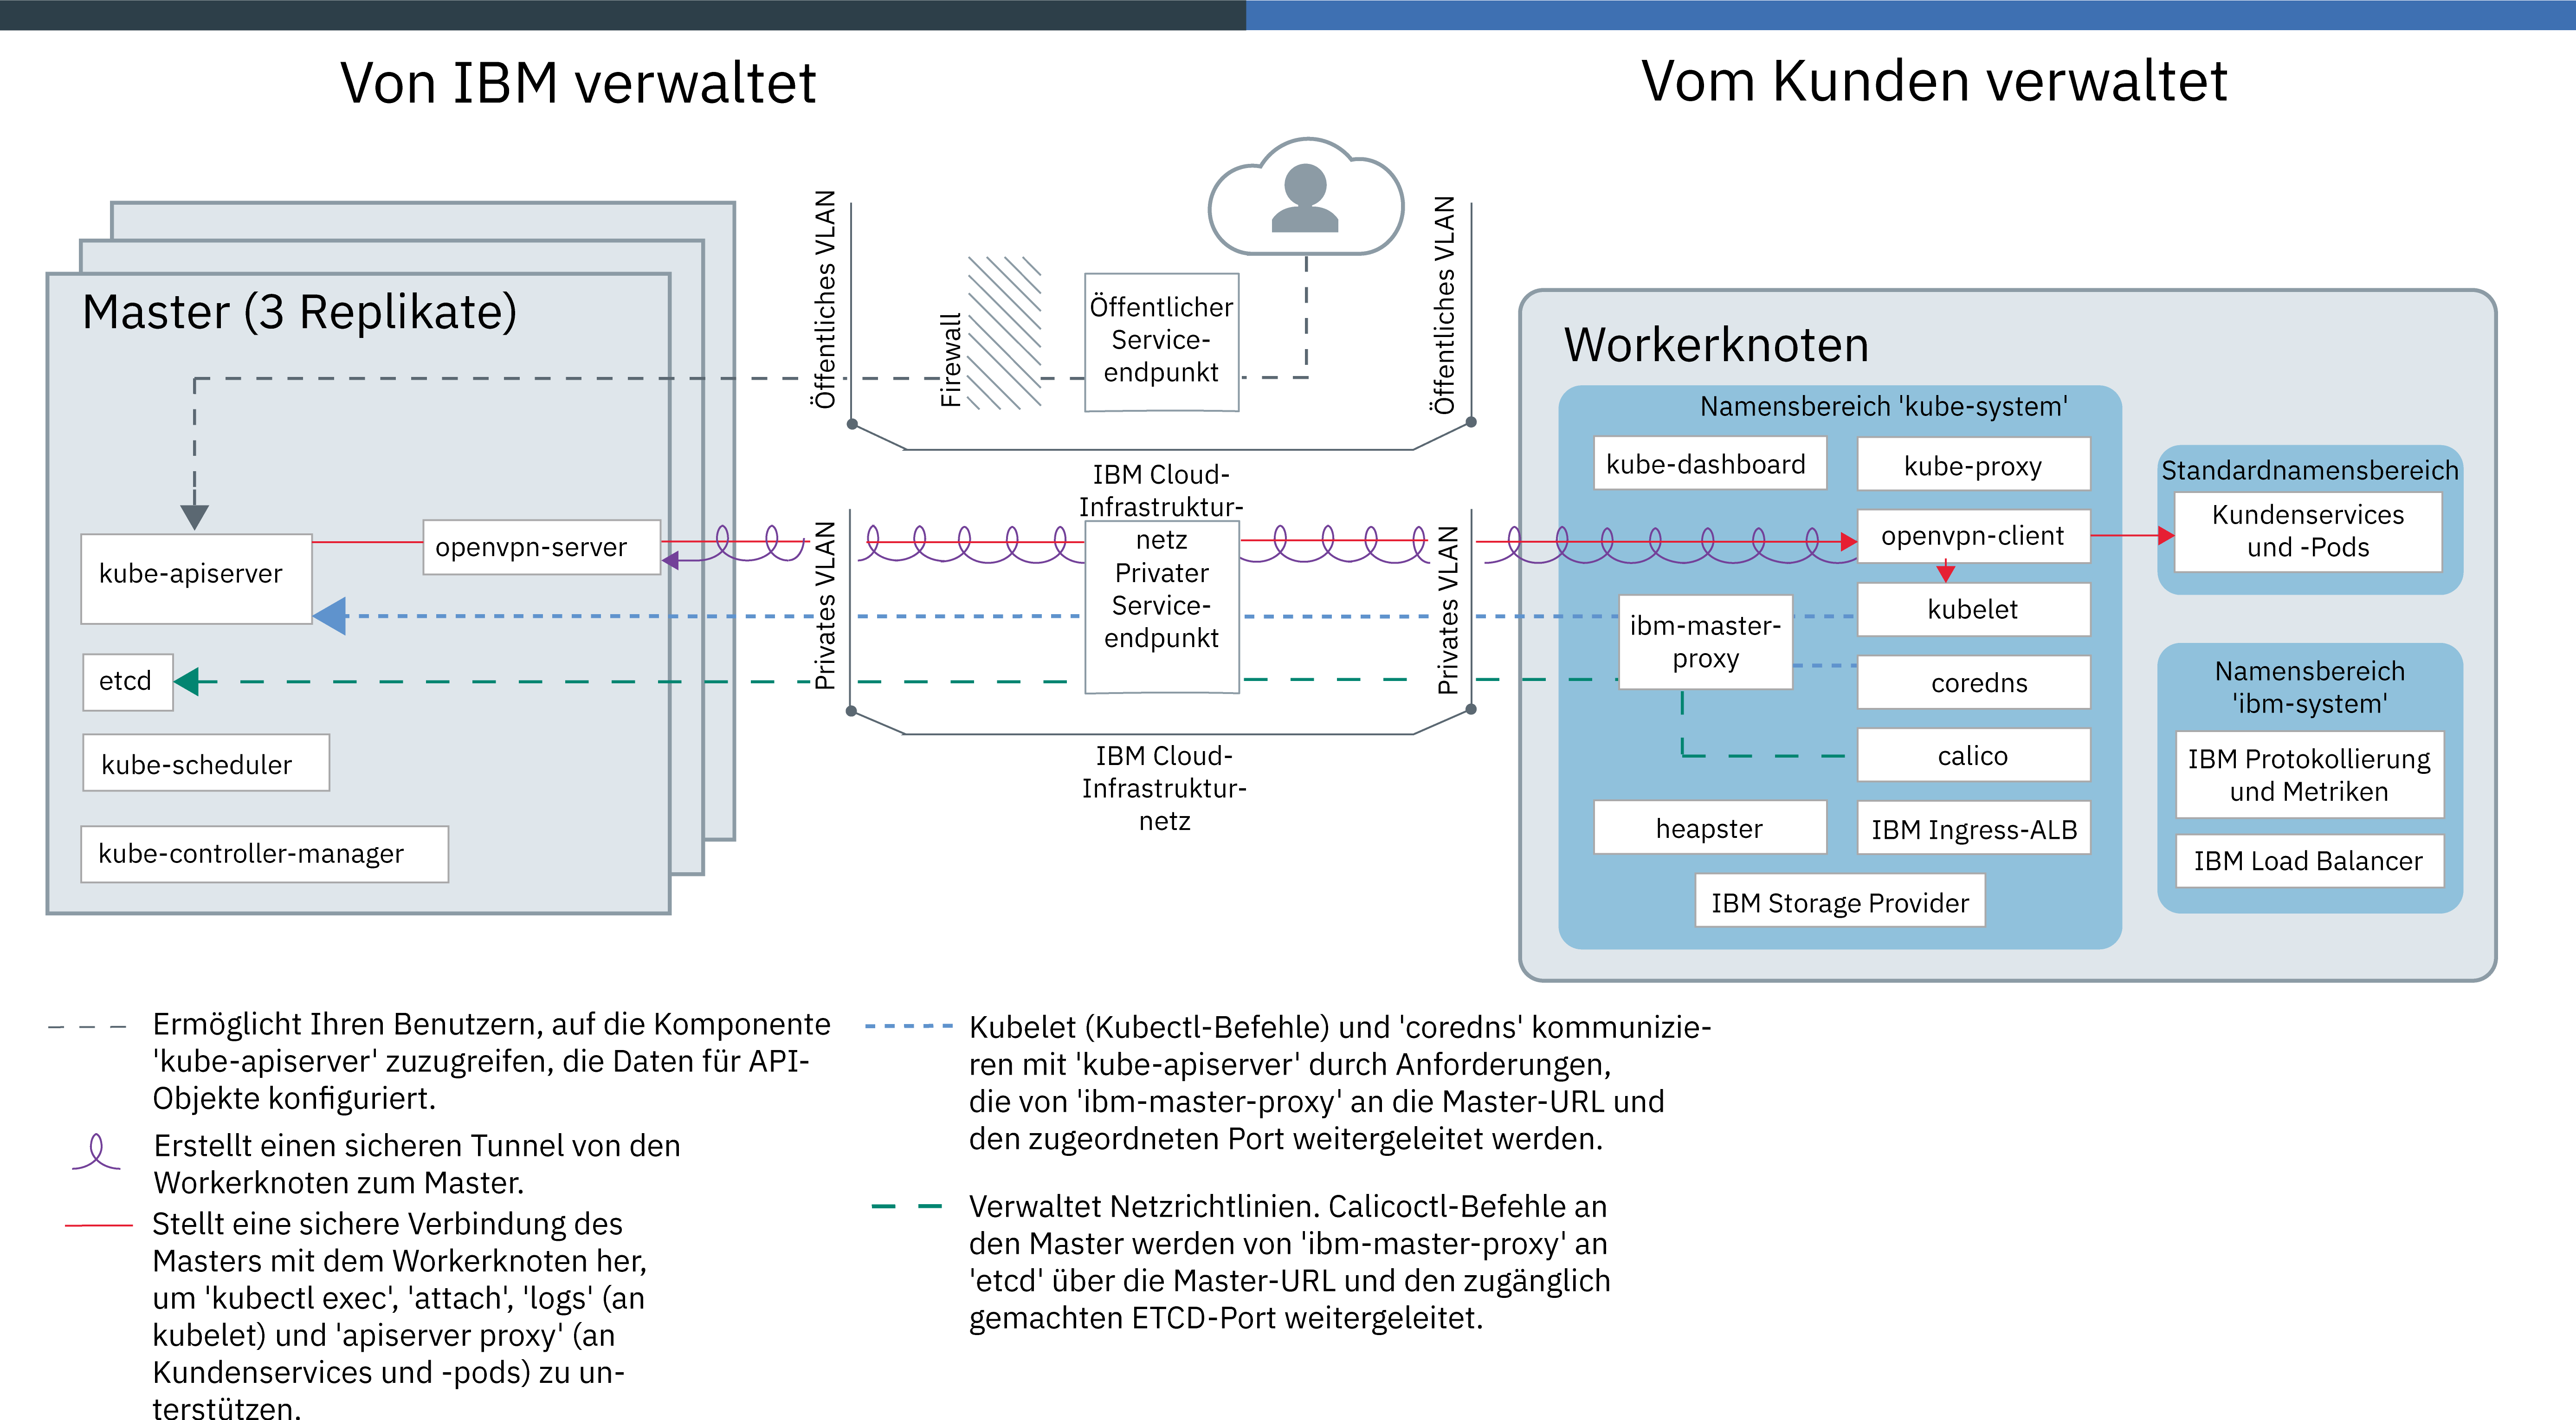 Von IBM verwaltet
Vom Kunden verwaltet
Master (3 Replikate)
kube-apiserver
openvpn-server
etcd
kube-scheduler
kube-controller-manager
Öffentliches VLAN
Firewall
Öffentlicher
Service-
endpunkt
Öffentliches VLAN
IBM Cloud-
Infrastruktur-
netz
Privates VLAN
Privater
Service-
endpunkt
Privates VLAN
IBM Cloud-
Infrastruktur-
netz
Workerknoten
Namensbereich 'kube-system'
kube-dashboard
kube-proxy
openvpn-client
kubelet
ibm-master-
proxy
coredns
calico
heapster
IBM Ingress-ALB
IBM Storage Provider
Standardnamensbereich
Kundenservices
und -Pods
Namensbereich
'ibm-system'
IBM Protokollierung
und Metriken
IBM Load Balancer
Ermöglicht Ihren Benutzern, auf die Komponente
'kube-apiserver' zuzugreifen, die Daten für API-
Objekte konfiguriert.
Erstellt einen sicheren Tunnel von den
Workerknoten zum Master.
Stellt eine sichere Verbindung des
Masters mit dem Workerknoten her,
um 'kubectl exec', 'attach', 'logs' (an
kubelet) und 'apiserver proxy' (an
Kundenservices und -pods) zu un-
terstützen.
Kubelet (Kubectl-Befehle) und 'coredns' kommunizie-
ren mit 'kube-apiserver' durch Anforderungen,
die von 'ibm-master-proxy' an die Master-URL und
den zugeordneten Port weitergeleitet werden.
Verwaltet Netzrichtlinien. Calicoctl-Befehle an
den Master werden von 'ibm-master-proxy' an
'etcd' über die Master-URL und den zugänglich
gemachten ETCD-Port weitergeleitet.